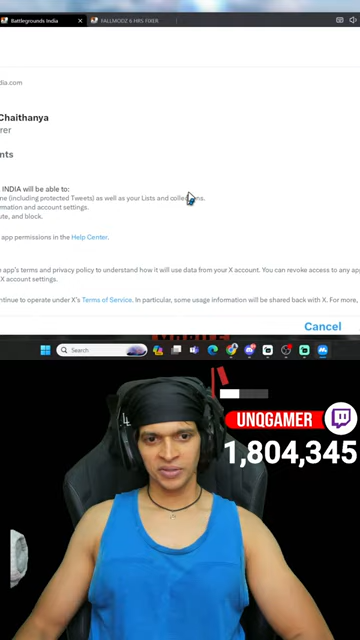 Battlegrounds India
FALLMODZ 6 HRS FIXER
dia.com
Chaithanya
rer
nts
INDIA will be able to:
ne (including protected Tweets) as well as your Lists and collections.
rmation and account settings.
ute, and block.
app permissions in the Help Center.
app's terms and privacy policy to understand how it will use data from your X account. You can revoke access to any app
X account settings.
ntinue to operate under X's Terms of Service. In particular, some usage information will be shared back with X. For more,
Cancel
Search
UNQGAMER
1,804,345